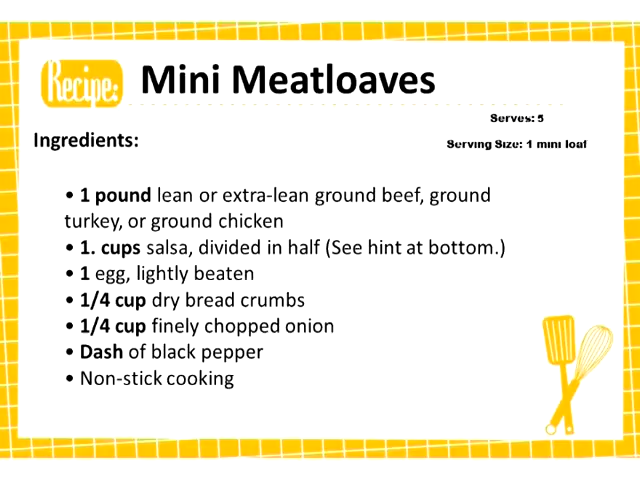 Recipe: Mini Meatloaves
Serves: 5
Ingredients:
Serving Size: 1 mini loaf
• 1 pound lean or extra-lean ground beef, ground
turkey, or ground chicken
• 1. cups salsa, divided in half (See hint at bottom.)
• 1 egg, lightly beaten
• 1/4 cup dry bread crumbs
• 1/4 cup finely chopped onion
• Dash of black pepper
• Non-stick cooking